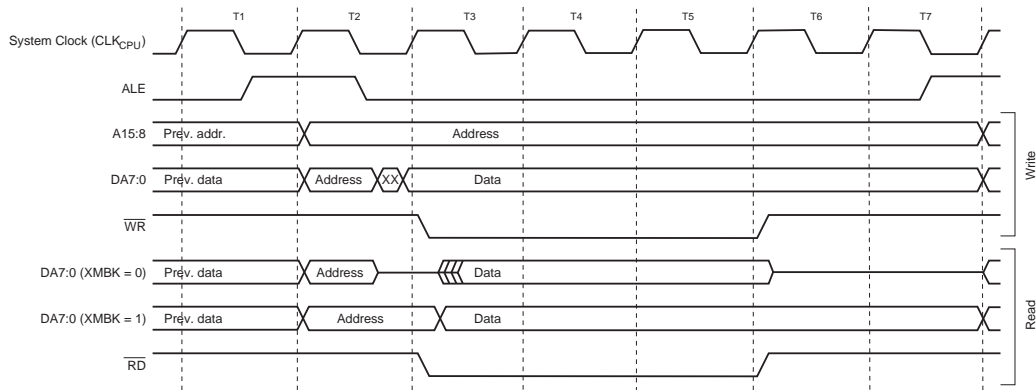 T1 T2 T3 T4 T5 T6 T7
System Clock (CLKCPU)
ALE
A15:8 Prev. addr. Address
DA7:0 Prev. data Address XX Data
WR
DA7:0 (XMBK = 0) Prev. data Address Data
DA7:0 (XMBK = 1) Prev. data Address Data
RD
Write
Read